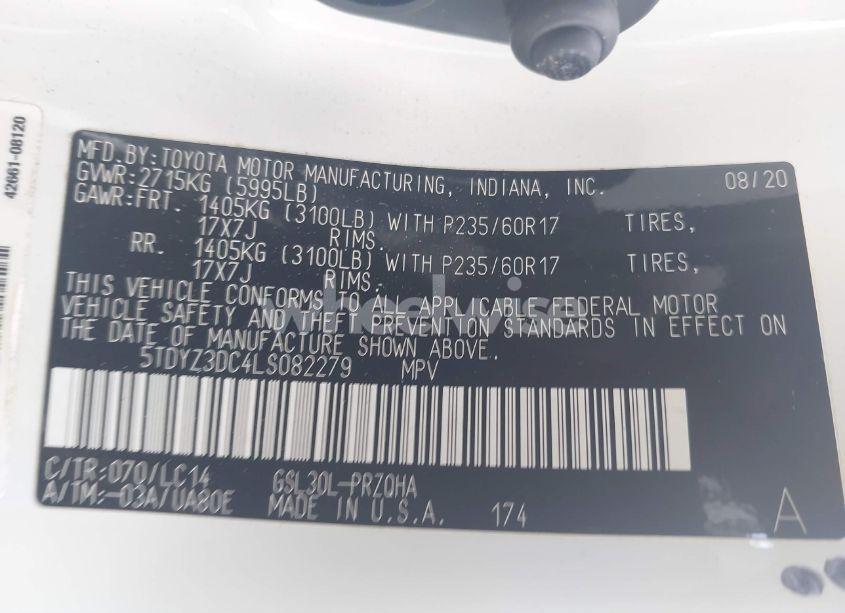 42661-08120
MFD.BY:TOYOTA MOTOR MANUFACTURING, INDIANA, INC. 08/20
GVWR:2715KG (5995LB)
GAWR:FRT. 1405KG (3100LB) WITH P235/60R17 TIRES,
17X7J RIMS.
RR. 1405KG (3100LB) WITH P235/60R17 TIRES,
17X7J RIMS.
THIS VEHICLE CONFORMS TO ALL APPLICABLE FEDERAL MOTOR
VEHICLE SAFETY AND THEFT PREVENTION STANDARDS IN EFFECT ON
THE DATE OF MANUFACTURE SHOWN ABOVE.
5TDYZ3DC4LS082279 MPV
C/TR:070/LC14 GSL30L-PRZQHA
A/TM:-03A/UA80E MADE IN U.S.A. 174 A
wheelwise